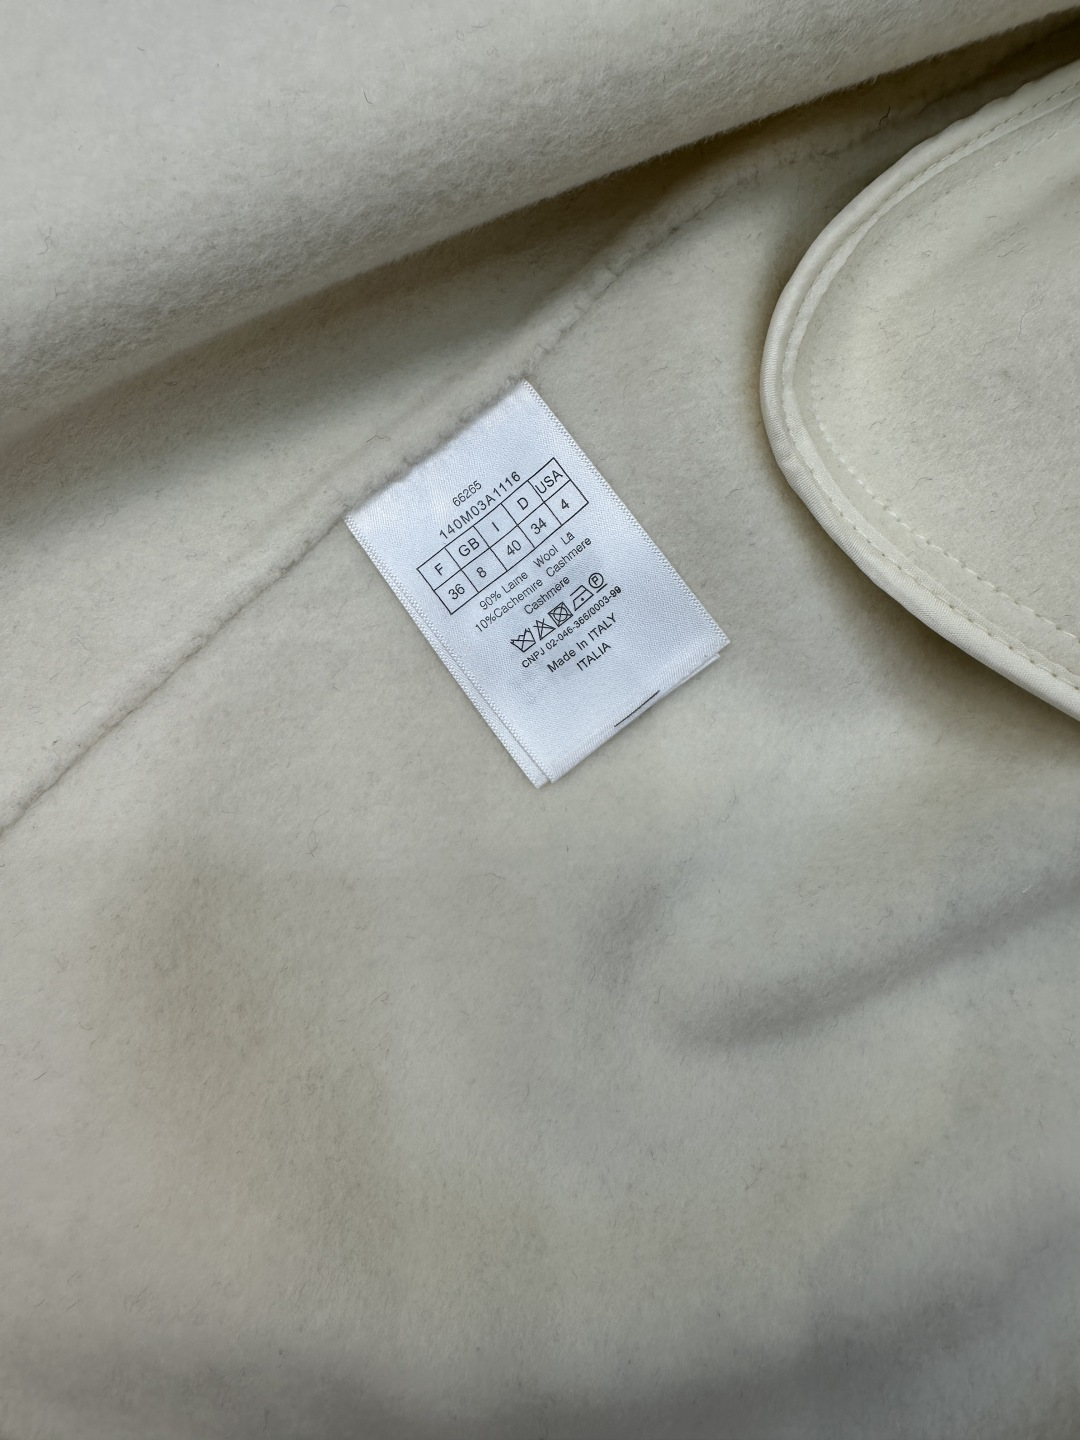 66265
140M03A1116
F GB I D USA
36 8 40 34 4
90% Laine Wool Lã
10%Cachemire Cashmere
Cashmere
CNPJ 02-046-366/0003-99
Made In ITALY
ITALIA